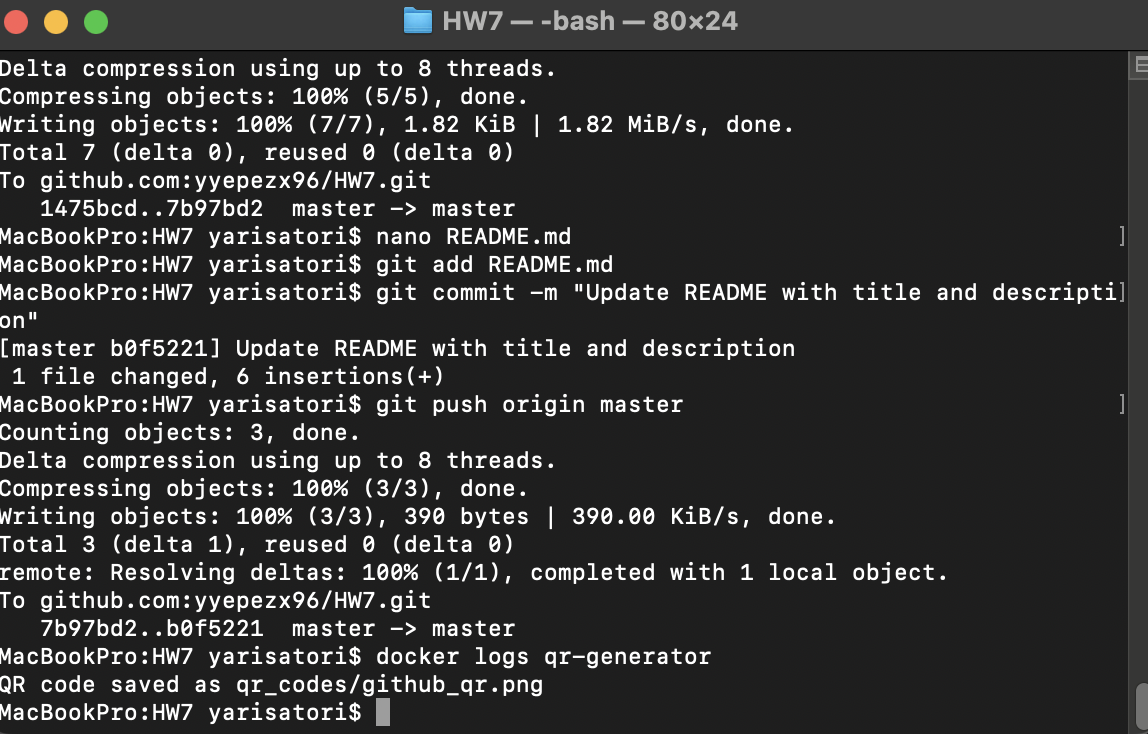 HW7 — -bash — 80×24
Delta compression using up to 8 threads.
Compressing objects: 100% (5/5), done.
Writing objects: 100% (7/7), 1.82 KiB | 1.82 MiB/s, done.
Total 7 (delta 0), reused 0 (delta 0)
To github.com:yyepezx96/HW7.git
   1475bcd..7b97bd2  master -> master
MacBookPro:HW7 yarisatori$ nano README.md ]
MacBookPro:HW7 yarisatori$ git add README.md
MacBookPro:HW7 yarisatori$ git commit -m "Update README with title and descripti]
on"
[master b0f5221] Update README with title and description
 1 file changed, 6 insertions(+)
MacBookPro:HW7 yarisatori$ git push origin master ]
Counting objects: 3, done.
Delta compression using up to 8 threads.
Compressing objects: 100% (3/3), done.
Writing objects: 100% (3/3), 390 bytes | 390.00 KiB/s, done.
Total 3 (delta 1), reused 0 (delta 0)
remote: Resolving deltas: 100% (1/1), completed with 1 local object.
To github.com:yyepezx96/HW7.git
   7b97bd2..b0f5221  master -> master
MacBookPro:HW7 yarisatori$ docker logs qr-generator
QR code saved as qr_codes/github_qr.png
MacBookPro:HW7 yarisatori$